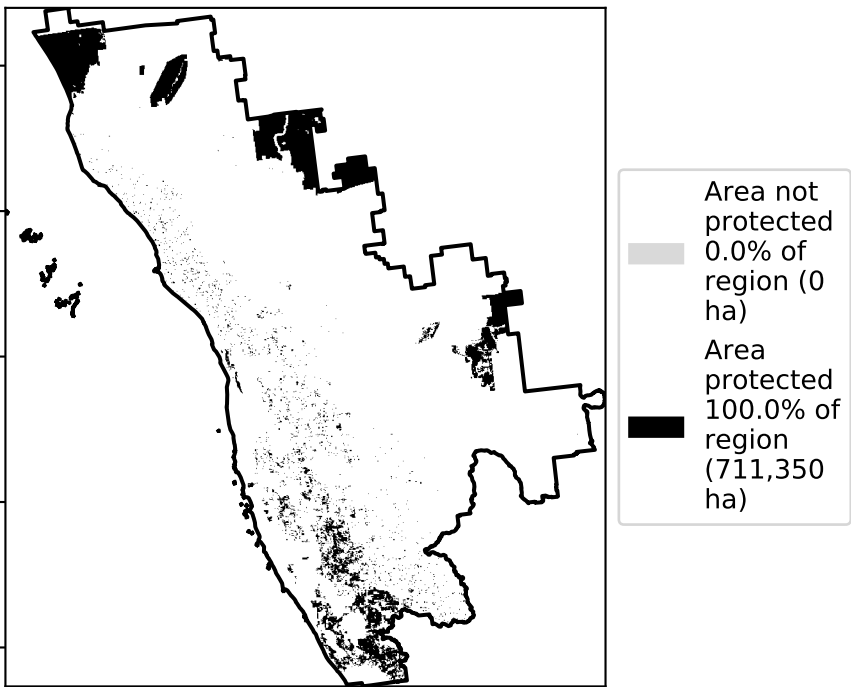 Area not
protected
0.0% of
region (0
ha)
Area
protected
100.0% of
region
(711,350
ha)